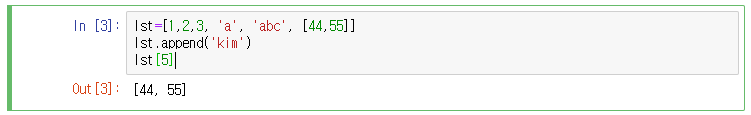 In [3]: lst=[1,2,3, 'a', 'abc', [44,55]]
lst.append('kim')
lst[5]
Out[3]: [44, 55]